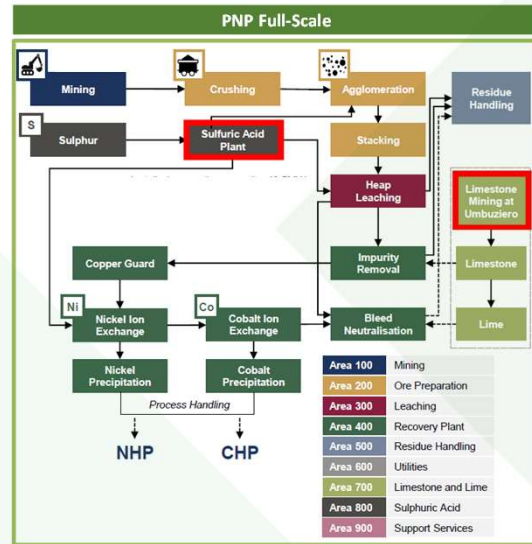 PNP Full-Scale
Mining
Crushing
Agglomeration
Residue
Handling
S
Sulphur
Sulfuric Acid
Plant
Stacking
Heap
Leaching
Limestone
Mining at
Umbuziero
Copper Guard
Impurity
Removal
Limestone
Ni
Nickel Ion
Exchange
Co
Cobalt Ion
Exchange
Bleed
Neutralisation
Lime
Nickel
Precipitation
Cobalt
Precipitation
Process Handling
NHP
CHP
Area 100 Mining
Area 200 Ore Preparation
Area 300 Leaching
Area 400 Recovery Plant
Area 500 Residue Handling
Area 600 Utilities
Area 700 Limestone and Lime
Area 800 Sulphuric Acid
Area 900 Support Services